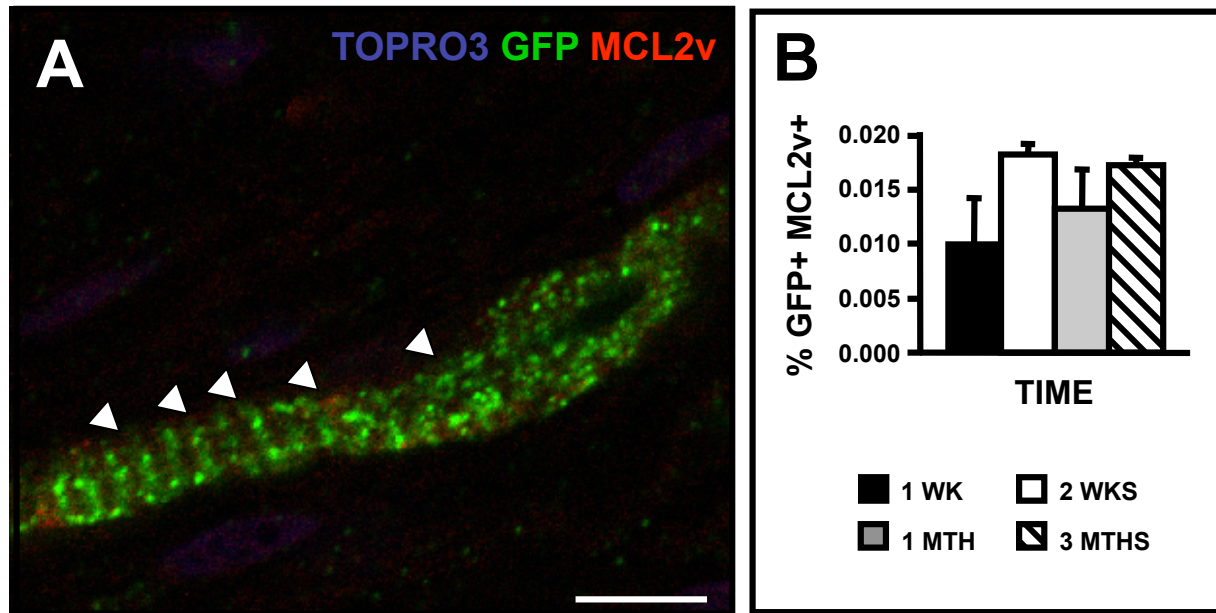 A
TOPRO3 GFP MCL2v
B
% GFP+ MCL2v+
0.020
0.015
0.010
0.005
0.000
TIME
1 WK
2 WKS
1 MTH
3 MTHS